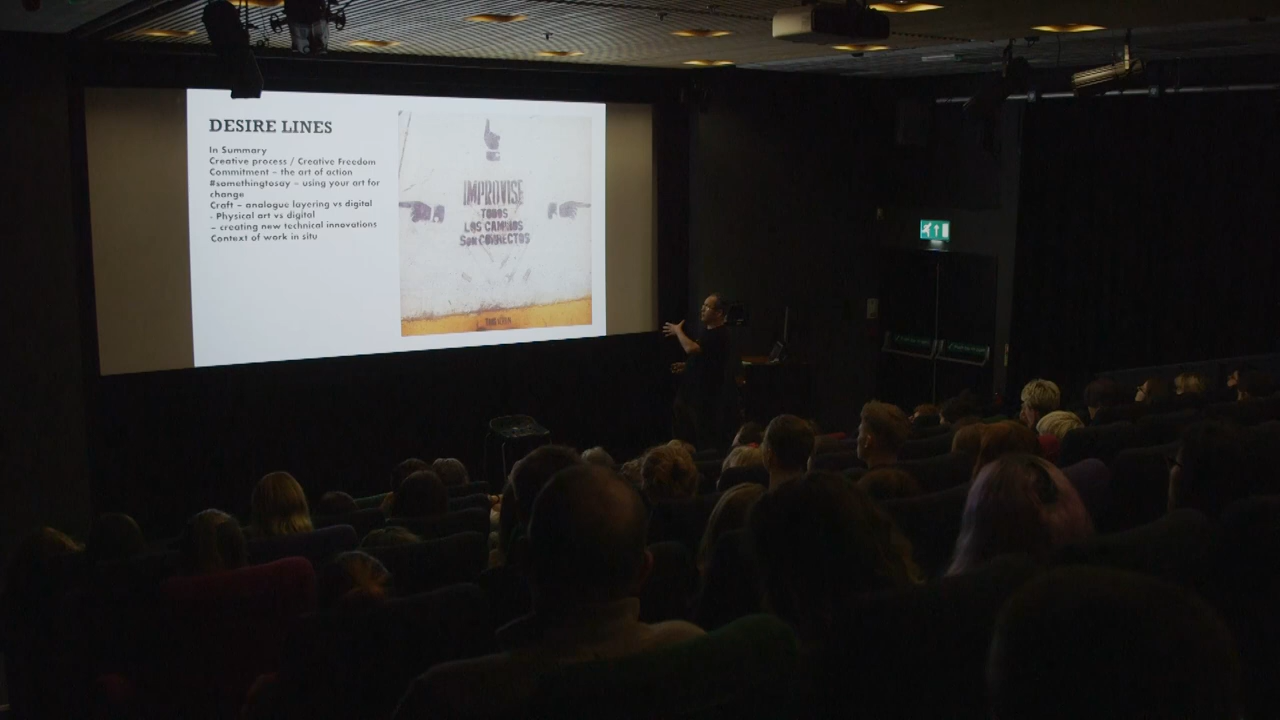 DESIRE LINES
In Summary
Creative process / Creative Freedom
Commitment – the art of action
#somethingtosay – using your art for
change
Craft – analogue layering vs digital
- Physical art vs digital
– creating new technical innovations
Context of work in situ
IMPROVISE
TODOS
LOS CAMINOS
SON CONNECTOS